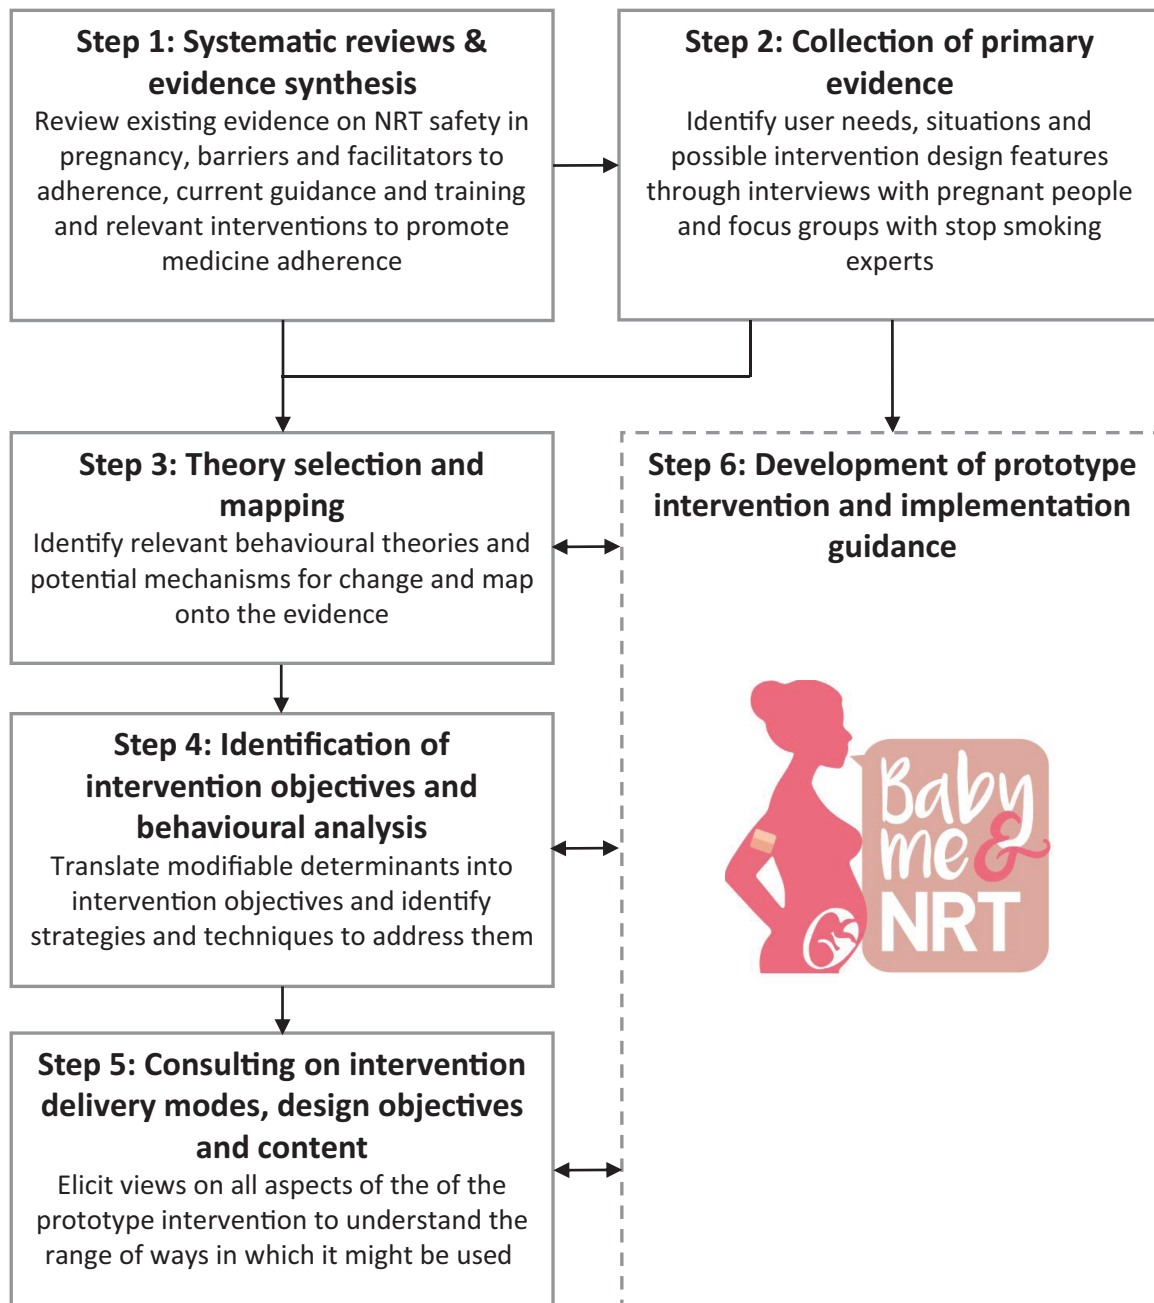 Step 1: Systematic reviews &
evidence synthesis
Review existing evidence on NRT safety in
pregnancy, barriers and facilitators to
adherence, current guidance and training
and relevant interventions to promote
medicine adherence
Step 2: Collection of primary
evidence
Identify user needs, situations and
possible intervention design features
through interviews with pregnant people
and focus groups with stop smoking
experts
Step 3: Theory selection and
mapping
Identify relevant behavioural theories and
potential mechanisms for change and map
onto the evidence
Step 4: Identification of
intervention objectives and
behavioural analysis
Translate modifiable determinants into
intervention objectives and identify
strategies and techniques to address them
Step 5: Consulting on intervention
delivery modes, design objectives
and content
Elicit views on all aspects of the of the
prototype intervention to understand the
range of ways in which it might be used
Step 6: Development of prototype
intervention and implementation
guidance
Baby
me &
NRT